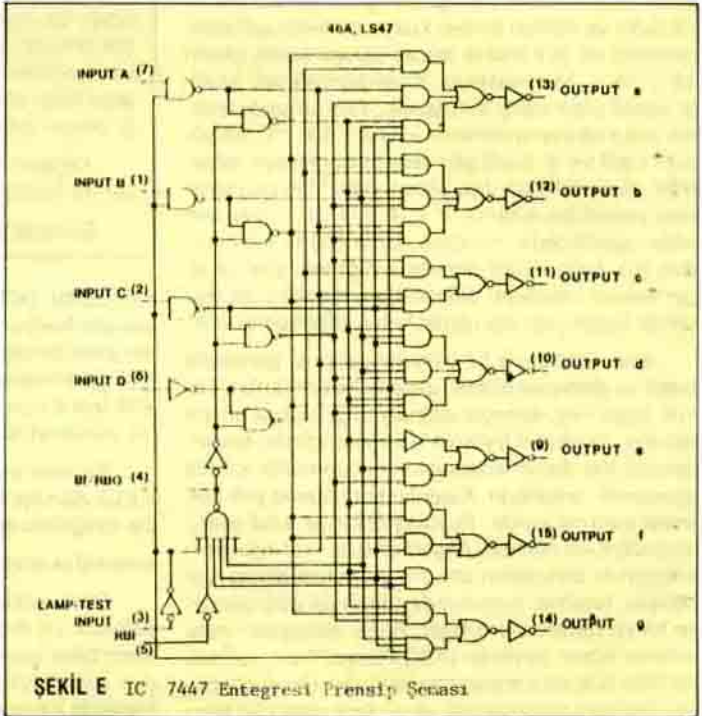 46A, LS47
INPUT A (7)
(13) OUTPUT a
INPUT B (1)
(12) OUTPUT b
INPUT C (2)
(11) OUTPUT c
INPUT D (6)
(10) OUTPUT d
(9) OUTPUT e
BI/RBO (4)
(15) OUTPUT f
LAMP-TEST
INPUT (3)
RBI
(5)
(14) OUTPUT g
ŞEKİL E IC 7447 Entegresi Prensip Şeması